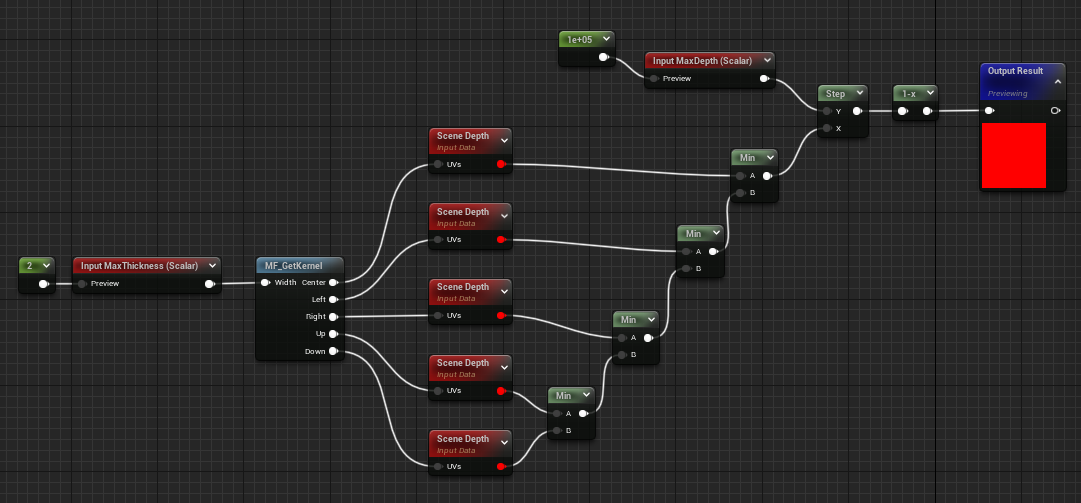 1e+05
Input MaxDepth (Scalar)
Preview
Output Result
Previewing
Step
Y
X
1-x
Scene Depth
Input Data
UVs
Min
A
B
Scene Depth
Input Data
UVs
Min
A
B
2
Input MaxThickness (Scalar)
Preview
MF_GetKernel
Width Center
Left
Right
Up
Down
Scene Depth
Input Data
UVs
Min
A
B
Scene Depth
Input Data
UVs
Min
A
B
Scene Depth
Input Data
UVs